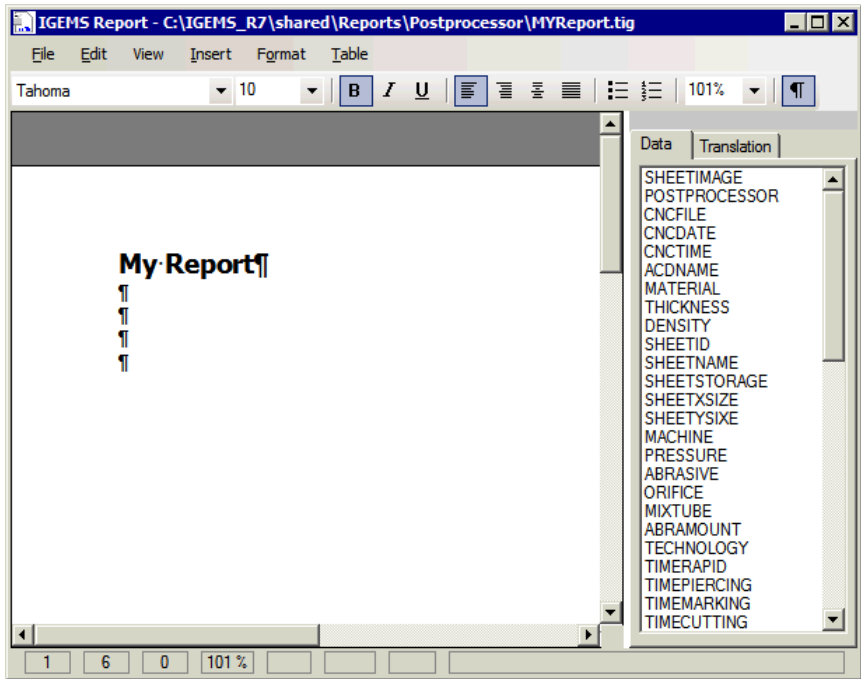 IGEMS Report - C:\IGEMS_R7\shared\Reports\Postprocessor\MYReport.tig
File Edit View Insert Format Table
Tahoma 10 B I U 101% ¶
Data Translation
My·Report¶
¶
¶
¶
¶
SHEETIMAGE
POSTPROCESSOR
CNCFILE
CNCDATE
CNCTIME
ACDNAME
MATERIAL
THICKNESS
DENSITY
SHEETID
SHEETNAME
SHEETSTORAGE
SHEETXSIZE
SHEETYSIXE
MACHINE
PRESSURE
ABRASIVE
ORIFICE
MIXTUBE
ABRAMOUNT
TECHNOLOGY
TIMERAPID
TIMEPIERCING
TIMEMARKING
TIMECUTTING
1 6 0 101 %